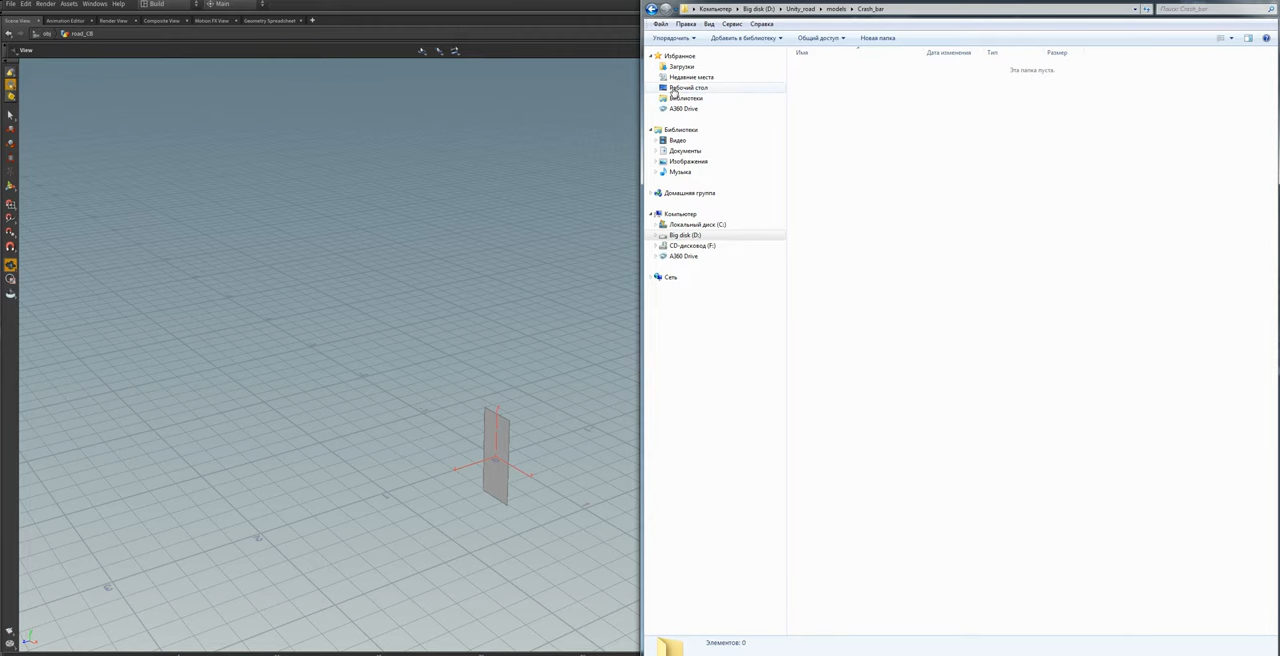 File Edit Render Assets Windows Help Build Main
Scene View Animation Editor Render View Composite View Motion FX View Geometry Spreadsheet
obj road_CB
View
Компьютер Big disk (D:) Unity_road models Crash_bar Поиск: Crash_bar
Файл Правка Вид Сервис Справка
Упорядочить Добавить в библиотеку Общий доступ Новая папка
Имя Дата изменения Тип Размер
Эта папка пуста.
Избранное
Загрузки
Недавние места
Рабочий стол
Библиотеки
A360 Drive
Библиотеки
Видео
Документы
Изображения
Музыка
Домашняя группа
Компьютер
Локальный диск (C:)
Big disk (D:)
CD-дисковод (F:)
A360 Drive
Сеть
Элементов: 0